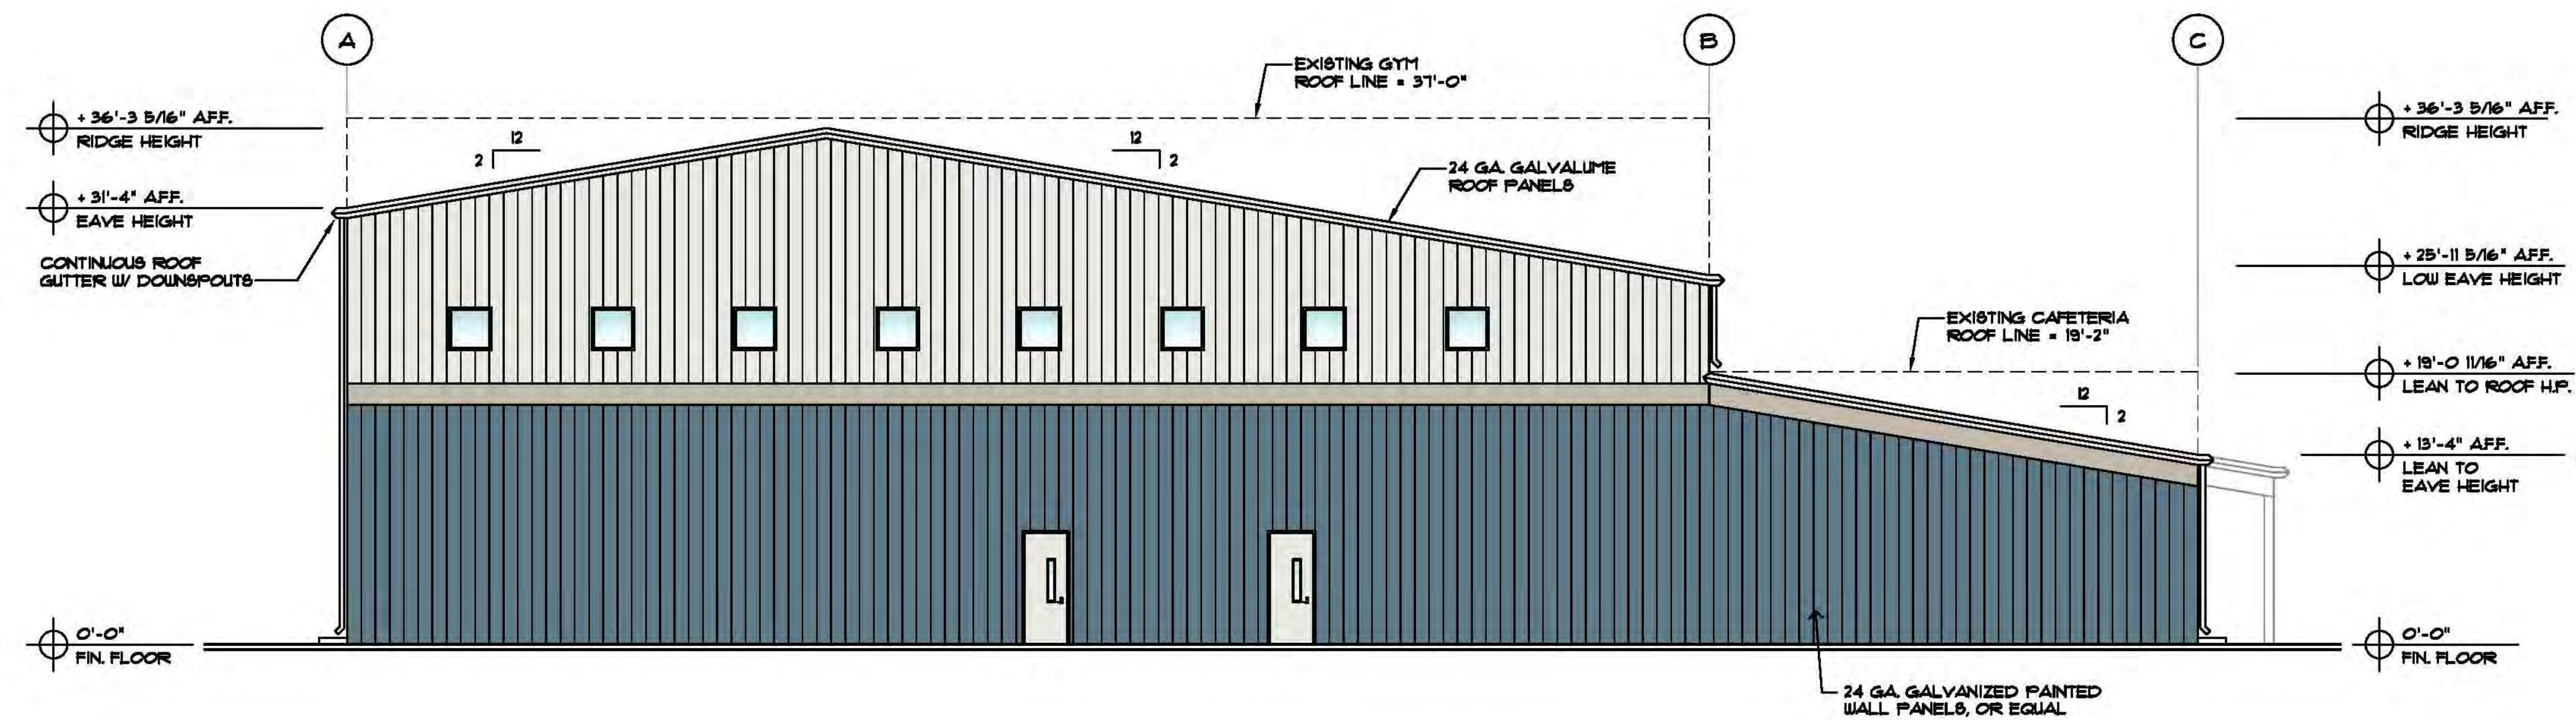 A
B
C
EXISTING GYM
ROOF LINE = 37'-0"
+ 36'-3 5/16" A.F.F.
RIDGE HEIGHT
+ 36'-3 5/16" A.F.F.
RIDGE HEIGHT
12
2
12
2
24 GA. GALVALUME
ROOF PANELS
+ 31'-4" A.F.F.
EAVE HEIGHT
CONTINUOUS ROOF
GUTTER W/ DOWNSPOUTS
+ 25'-11 5/16" A.F.F.
LOW EAVE HEIGHT
EXISTING CAFETERIA
ROOF LINE = 19'-2"
+ 19'-0 11/16" A.F.F.
LEAN TO ROOF H.P.
12
2
+ 13'-4" A.F.F.
LEAN TO
EAVE HEIGHT
0'-0"
FIN. FLOOR
0'-0"
FIN. FLOOR
24 GA. GALVANIZED PAINTED
WALL PANELS, OR EQUAL